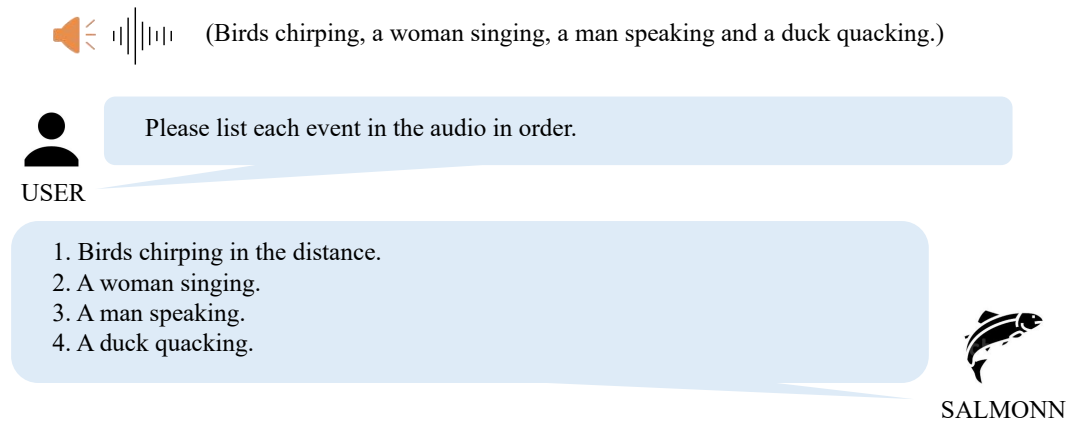 (Birds chirping, a woman singing, a man speaking and a duck quacking.)
Please list each event in the audio in order.
USER
1. Birds chirping in the distance.
2. A woman singing.
3. A man speaking.
4. A duck quacking.
SALMONN